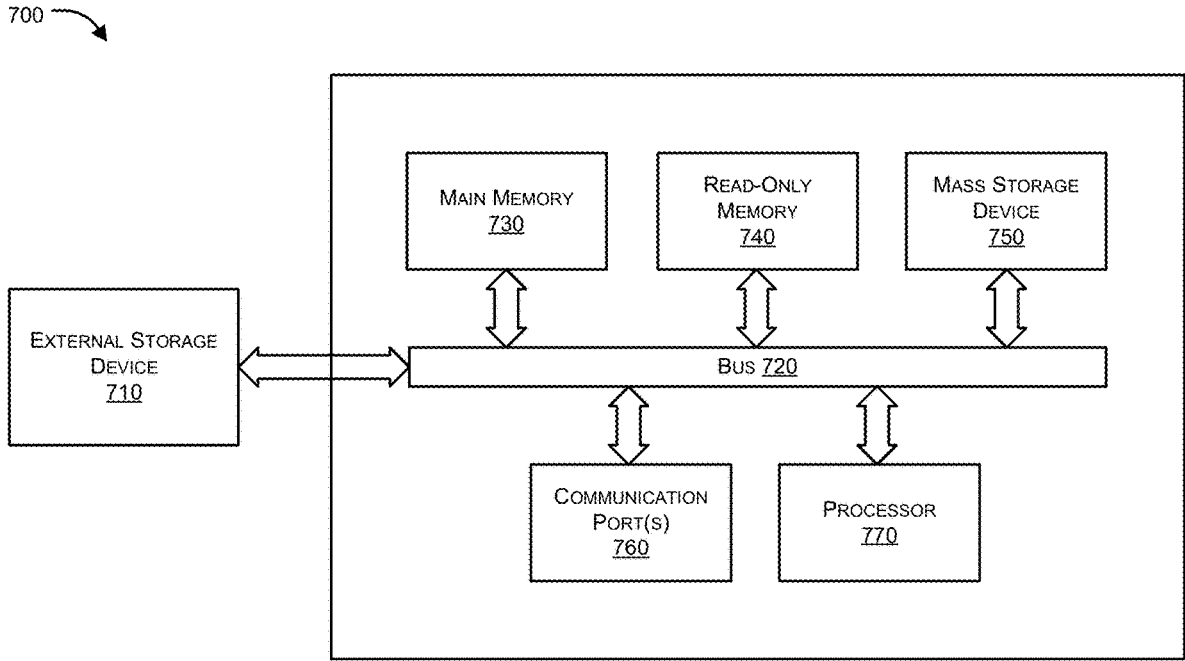 700
MAIN MEMORY
730
READ-ONLY
MEMORY
740
MASS STORAGE
DEVICE
750
EXTERNAL STORAGE
DEVICE
710
BUS 720
COMMUNICATION
PORT(S)
760
PROCESSOR
770